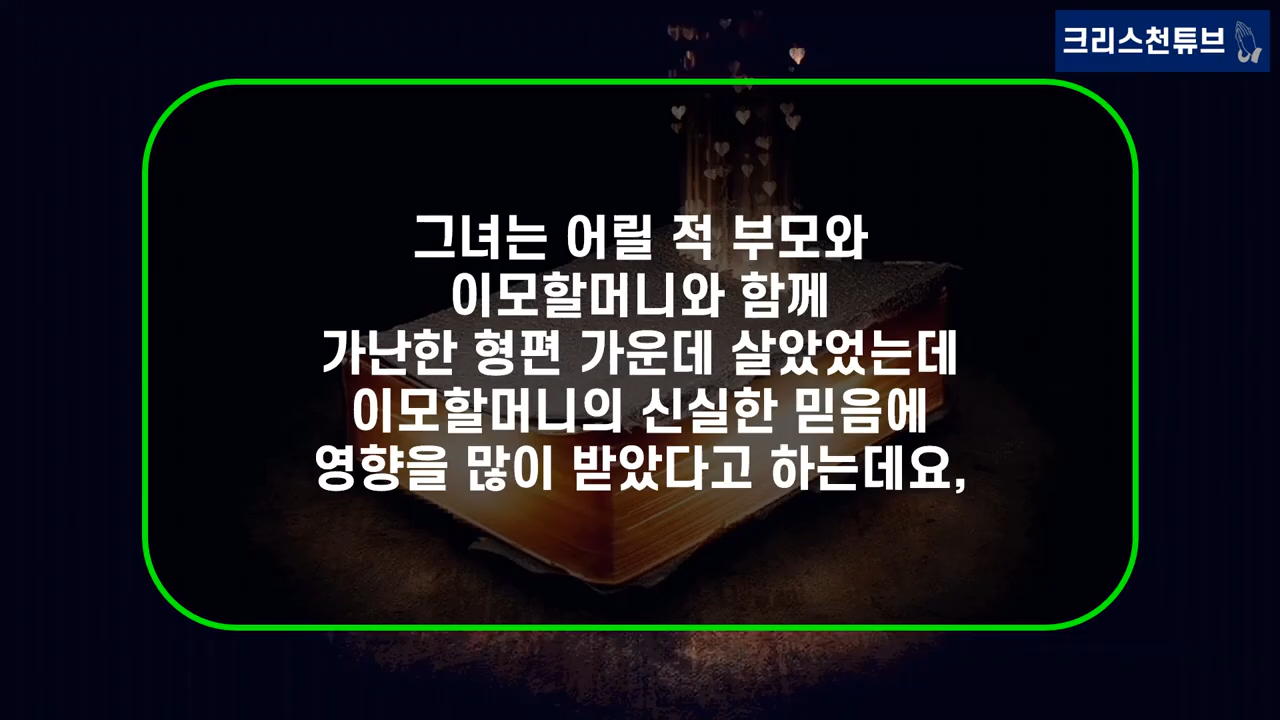 크리스천튜브
그녀는 어릴 적 부모와
이모할머니와 함께
가난한 형편 가운데 살았었는데
이모할머니의 신실한 믿음에
영향을 많이 받았다고 하는데요,